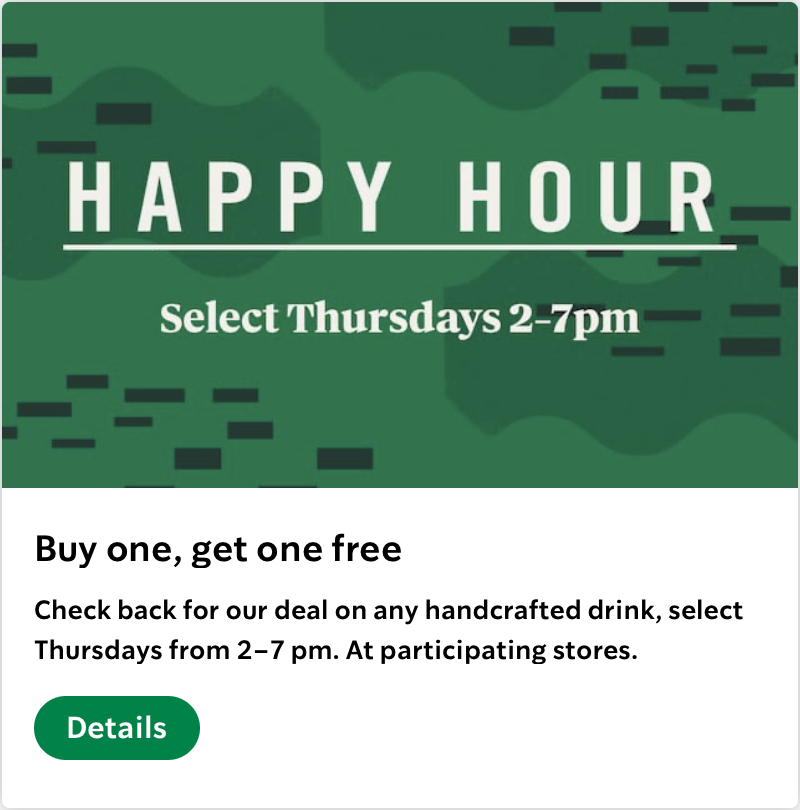 HAPPY HOUR
Select Thursdays 2–7pm
Buy one, get one free
Check back for our deal on any handcrafted drink, select
Thursdays from 2–7 pm. At participating stores.
Details